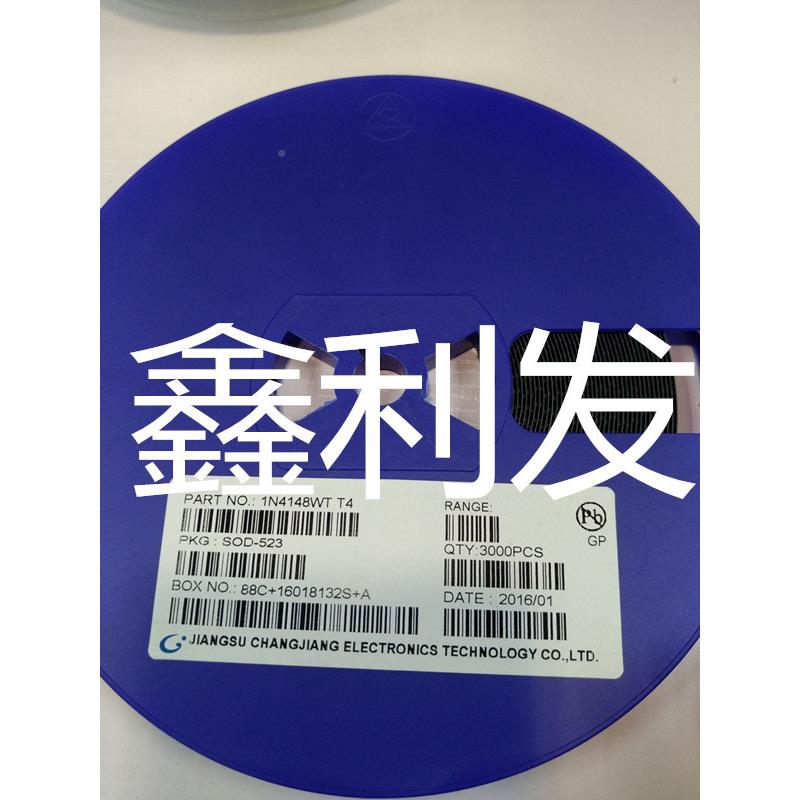 鑫利发
PART NO.: 1N4148WT T4
PKG : SOD-523
BOX NO.: 88C+16018132S+A
RANGE:
QTY:3000PCS
DATE : 2016/01
Pb
GP
JIANGSU CHANGJIANG ELECTRONICS TECHNOLOGY CO.,LTD.